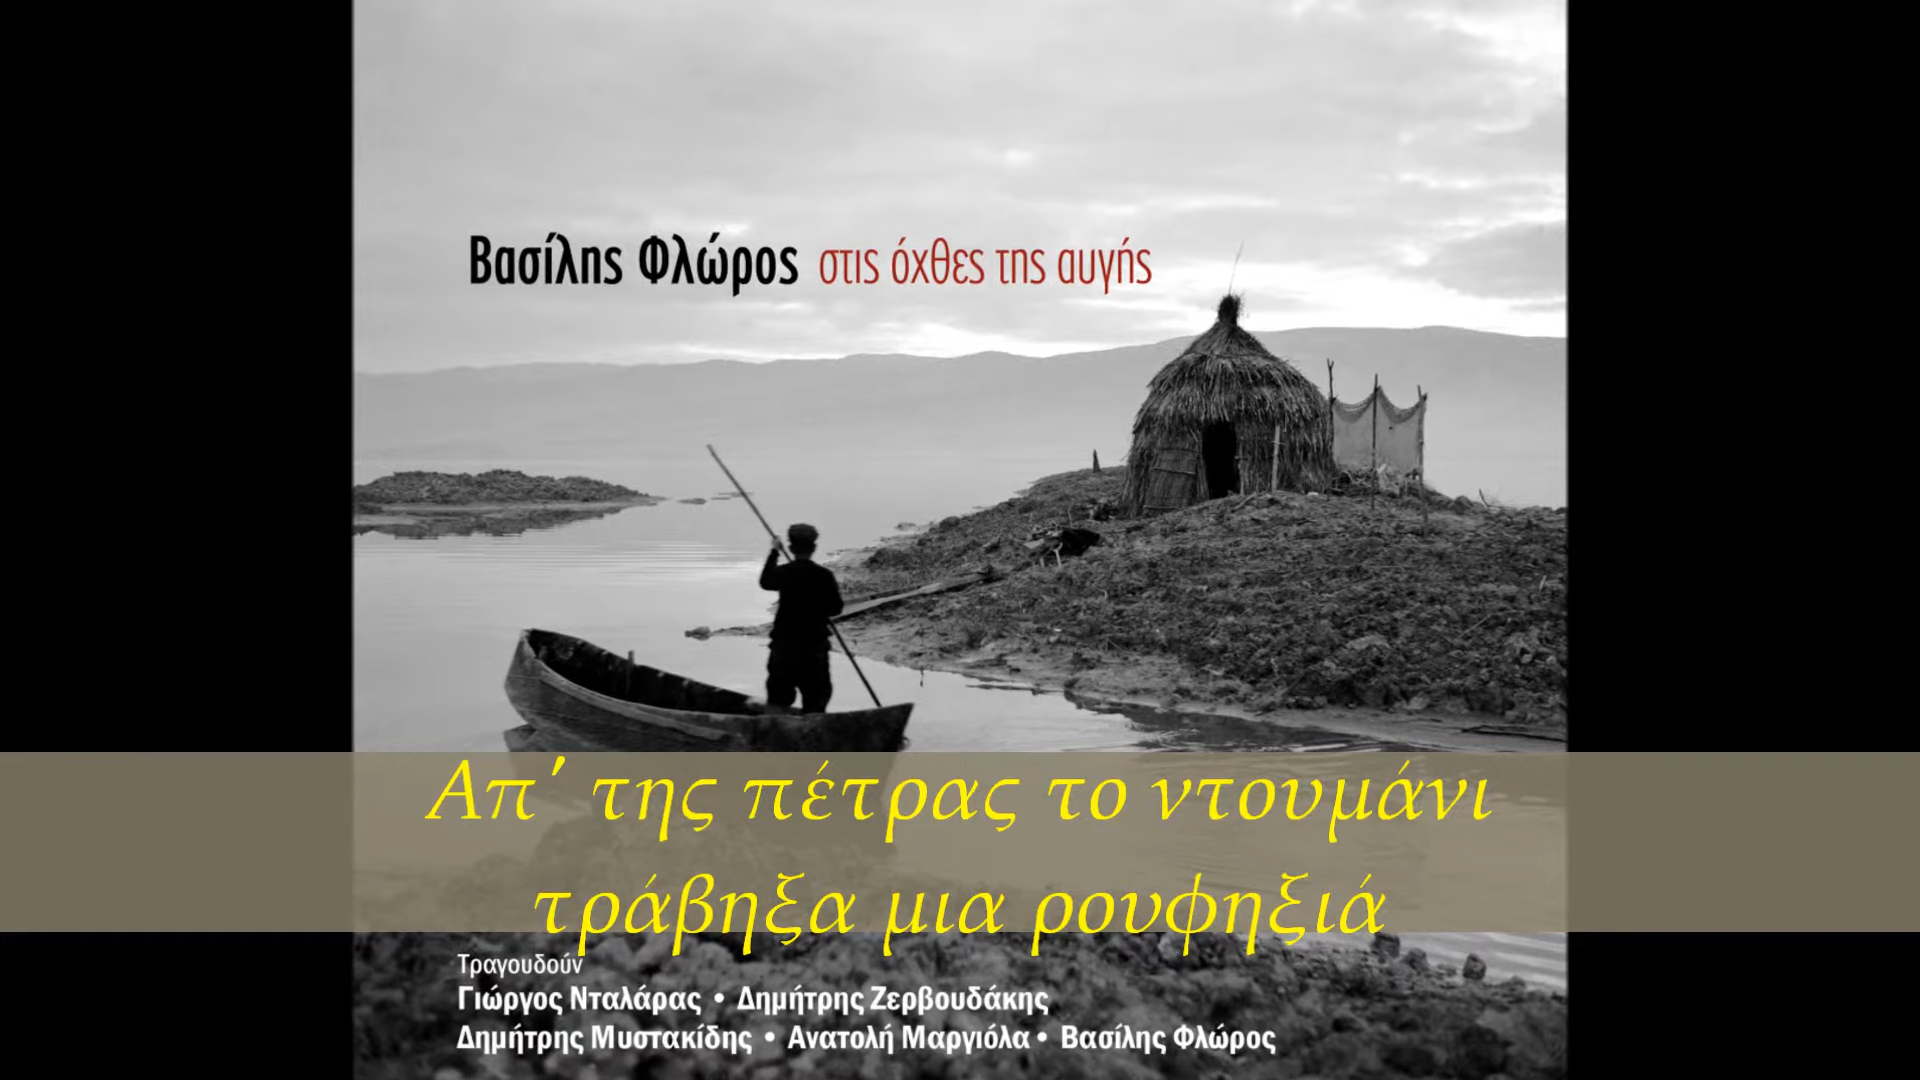 Βασίλης Φλώρος στις όχθες της αυγής
Απ΄ της πέτρας το ντουμάνι
τράβηξα μια ρουφηξιά
Τραγουδούν
Γιώργος Νταλάρας • Δημήτρης Ζερβουδάκης
Δημήτρης Μυστακίδης • Ανατολή Μαργιόλα • Βασίλης Φλώρος